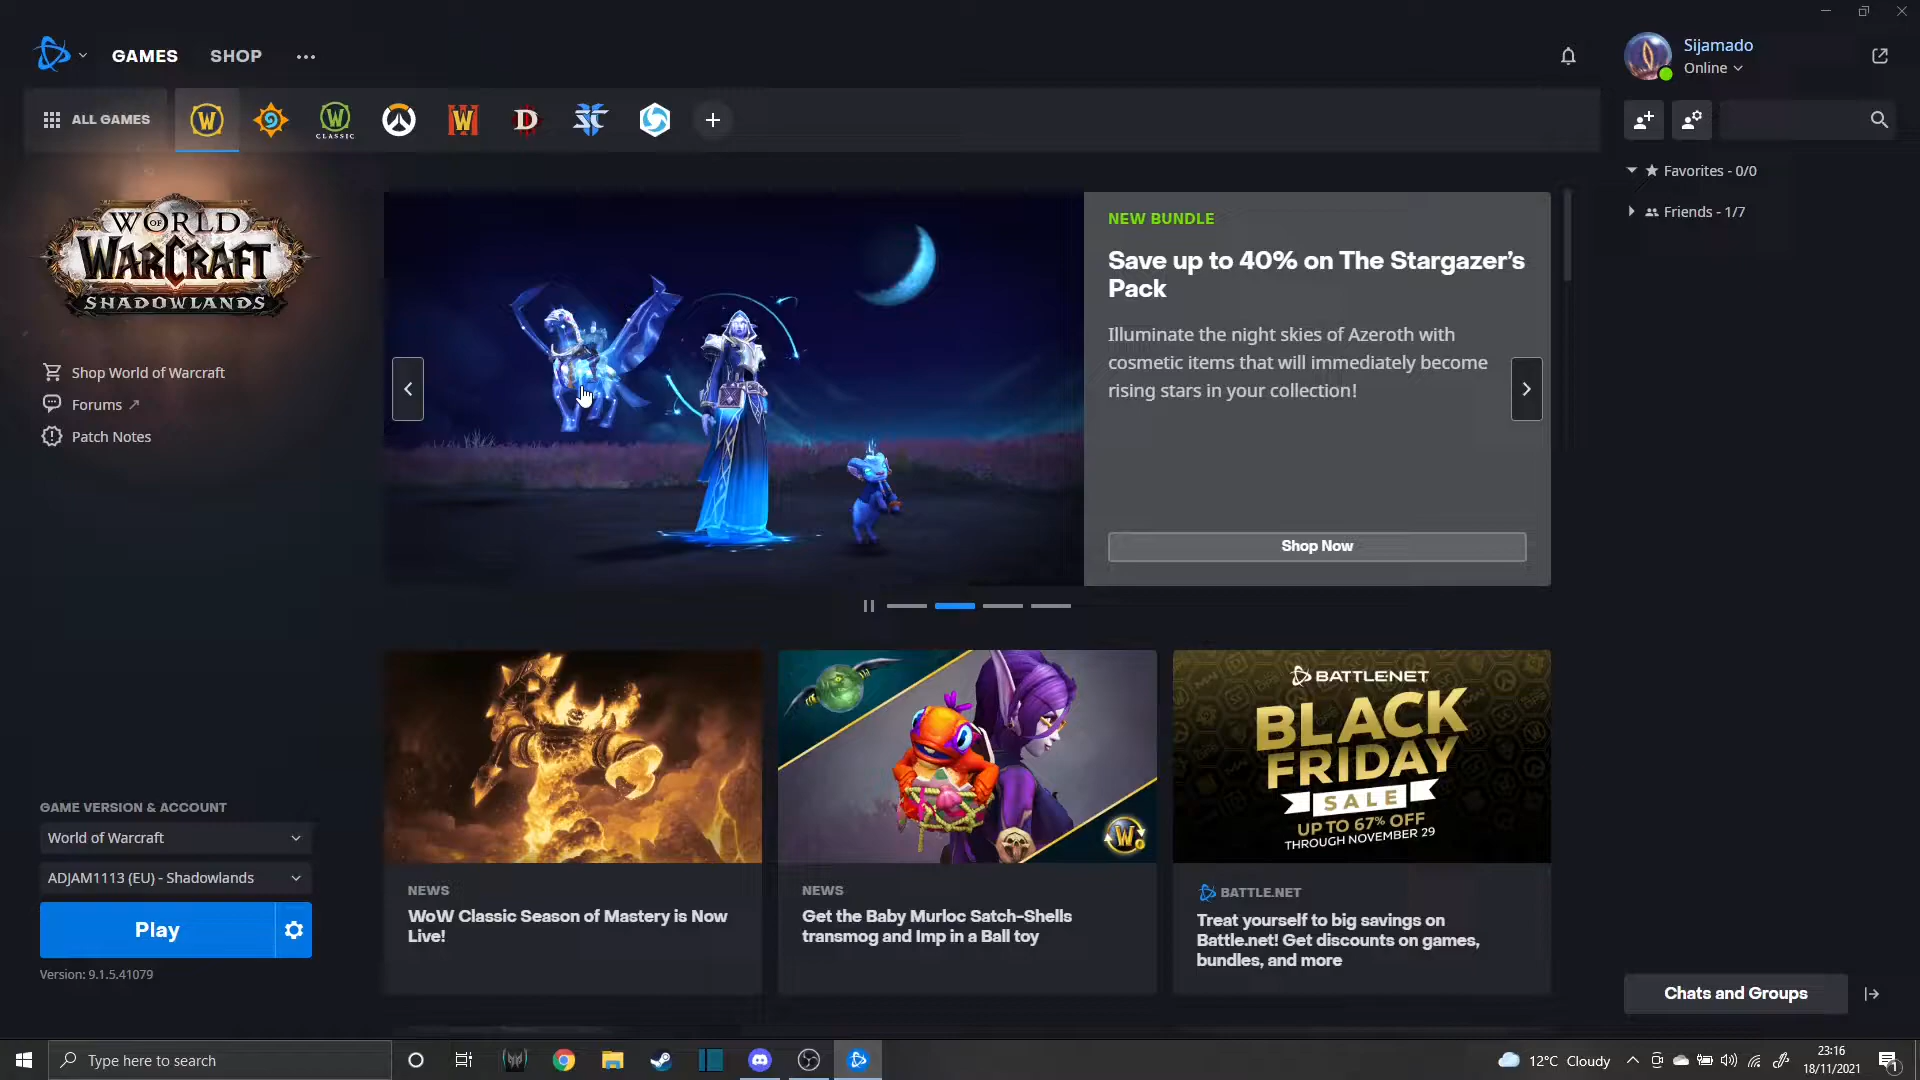 GAMES
SHOP
Sijamado
Online
ALL GAMES
CLASSIC
Favorites - 0/0
Friends - 1/7
WORLD
OF
WARCRAFT
SHADOWLANDS
Shop World of Warcraft
Forums
Patch Notes
NEW BUNDLE
Save up to 40% on The Stargazer's
Pack
Illuminate the night skies of Azeroth with
cosmetic items that will immediately become
rising stars in your collection!
Shop Now
BATTLE.NET
BLACK
FRIDAY
SALE
UP TO 67% OFF
THROUGH NOVEMBER 29
NEWS
WoW Classic Season of Mastery is Now
Live!
NEWS
Get the Baby Murloc Satch-Shells
transmog and Imp in a Ball toy
BATTLE.NET
Treat yourself to big savings on
Battle.net! Get discounts on games,
bundles, and more
GAME VERSION & ACCOUNT
World of Warcraft
ADJAM1113 (EU) - Shadowlands
Play
Version: 9.1.5.41079
Chats and Groups
Type here to search
12°C Cloudy
23:16
18/11/2021
1